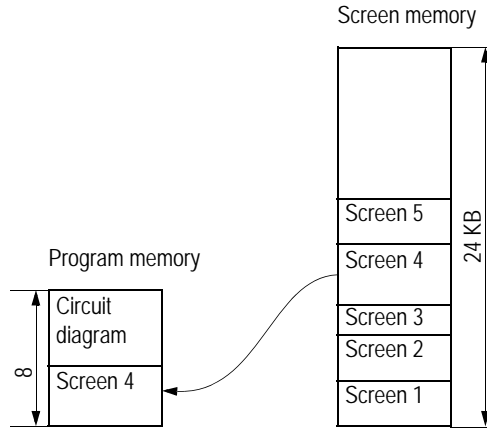 Screen memory
Screen 5
Screen 4
Screen 3
Screen 2
Screen 1
24 KB
Program memory
Circuit
diagram
Screen 4
8